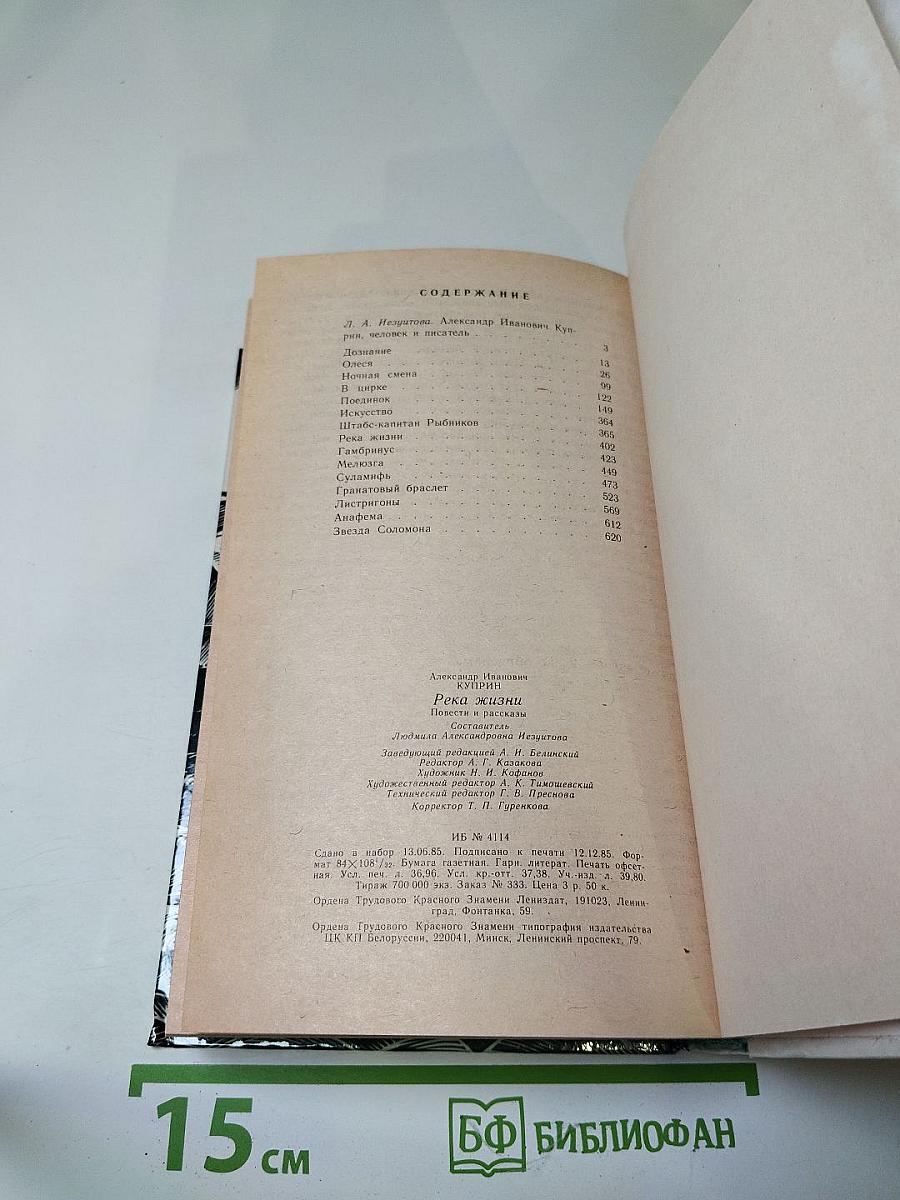 СОДЕРЖАНИЕ
Л. А. Иезуитова. Александр Иванович Куп-
рин, человек и писатель . . . . . . . . 3
Дознание . . . . . . . . 13
Олеся . . . . . . . . 26
Ночная смена . . . . . . . . 99
В цирке . . . . . . . . 122
Поединок . . . . . . . . 149
Искусство . . . . . . . . 364
Штабс-капитан Рыбников . . . . . . . . 365
Река жизни . . . . . . . . 402
Гамбринус . . . . . . . . 423
Мелюзга . . . . . . . . 449
Суламифь . . . . . . . . 473
Гранатовый браслет . . . . . . . . 523
Листригоны . . . . . . . . 569
Анафема . . . . . . . . 612
Звезда Соломона . . . . . . . . 620
Александр Иванович
КУПРИН
Река жизни
Повести и рассказы
Составитель
Людмила Александровна Иезуитова
Заведующий редакцией А. И. Белинский
Редактор А. Г. Казакова
Художник Н. И. Кофанов
Художественный редактор А. К. Тимошевский
Технический редактор Г. В. Преснова
Корректор Т. П. Гуренкова
ИБ № 4114
Сдано в набор 13.06.85. Подписано к печати 12.12.85. Фор-
мат 84×108¹/₃₂. Бумага газетная. Гарн. литерат. Печать офсет-
ная. Усл. печ. л. 36,96. Усл. кр.-отт. 37,38. Уч.-изд. л. 39,80.
Тираж 700 000 экз. Заказ № 333. Цена 3 р. 50 к.
Ордена Трудового Красного Знамени Лениздат, 191023, Ленин-
град, Фонтанка, 59.
Ордена Трудового Красного Знамени типография издательства
ЦК КП Белоруссии, 220041, Минск, Ленинский проспект, 79.
15 см
БФ БИБЛИОФАН